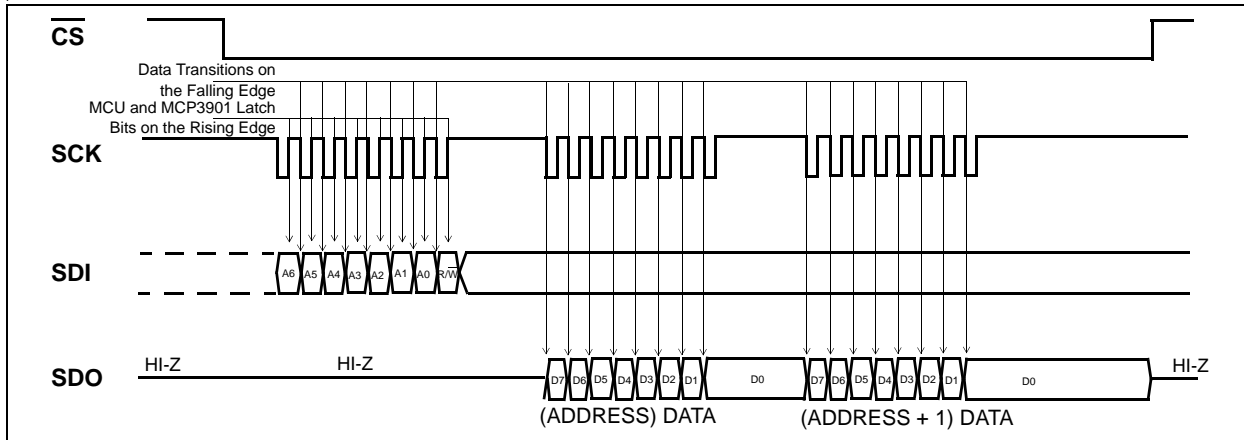 CS
Data Transitions on
the Falling Edge
MCU and MCP3901 Latch
Bits on the Rising Edge
SCK
SDI
A6 A5 A4 A3 A2 A1 A0 R/W
SDO
HI-Z HI-Z HI-Z
D7 D6 D5 D4 D3 D2 D1 D0 D7 D6 D5 D4 D3 D2 D1 D0
(ADDRESS) DATA (ADDRESS + 1) DATA